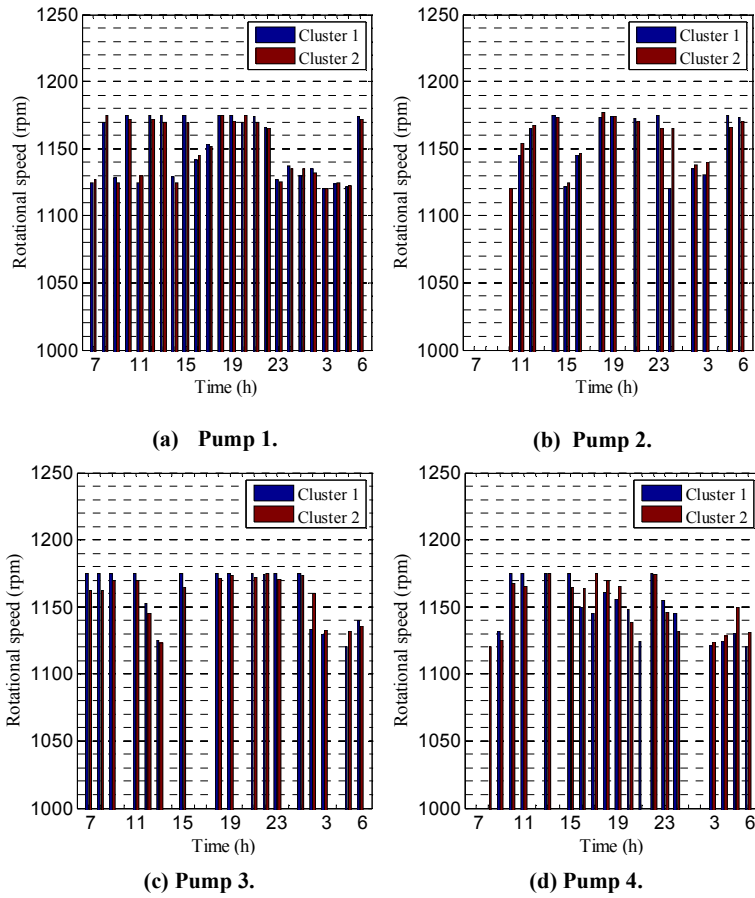 1250
1200
1150
1100
1050
1000
Rotational speed (rpm)
Cluster 1
Cluster 2
7 11 15 19 23 3 6
Time (h)
(a) Pump 1.
1250
1200
1150
1100
1050
1000
Rotational speed (rpm)
Cluster 1
Cluster 2
7 11 15 19 23 3 6
Time (h)
(b) Pump 2.
1250
1200
1150
1100
1050
1000
Rotational speed (rpm)
Cluster 1
Cluster 2
7 11 15 19 23 3 6
Time (h)
(c) Pump 3.
1250
1200
1150
1100
1050
1000
Rotational speed (rpm)
Cluster 1
Cluster 2
7 11 15 19 23 3 6
Time (h)
(d) Pump 4.